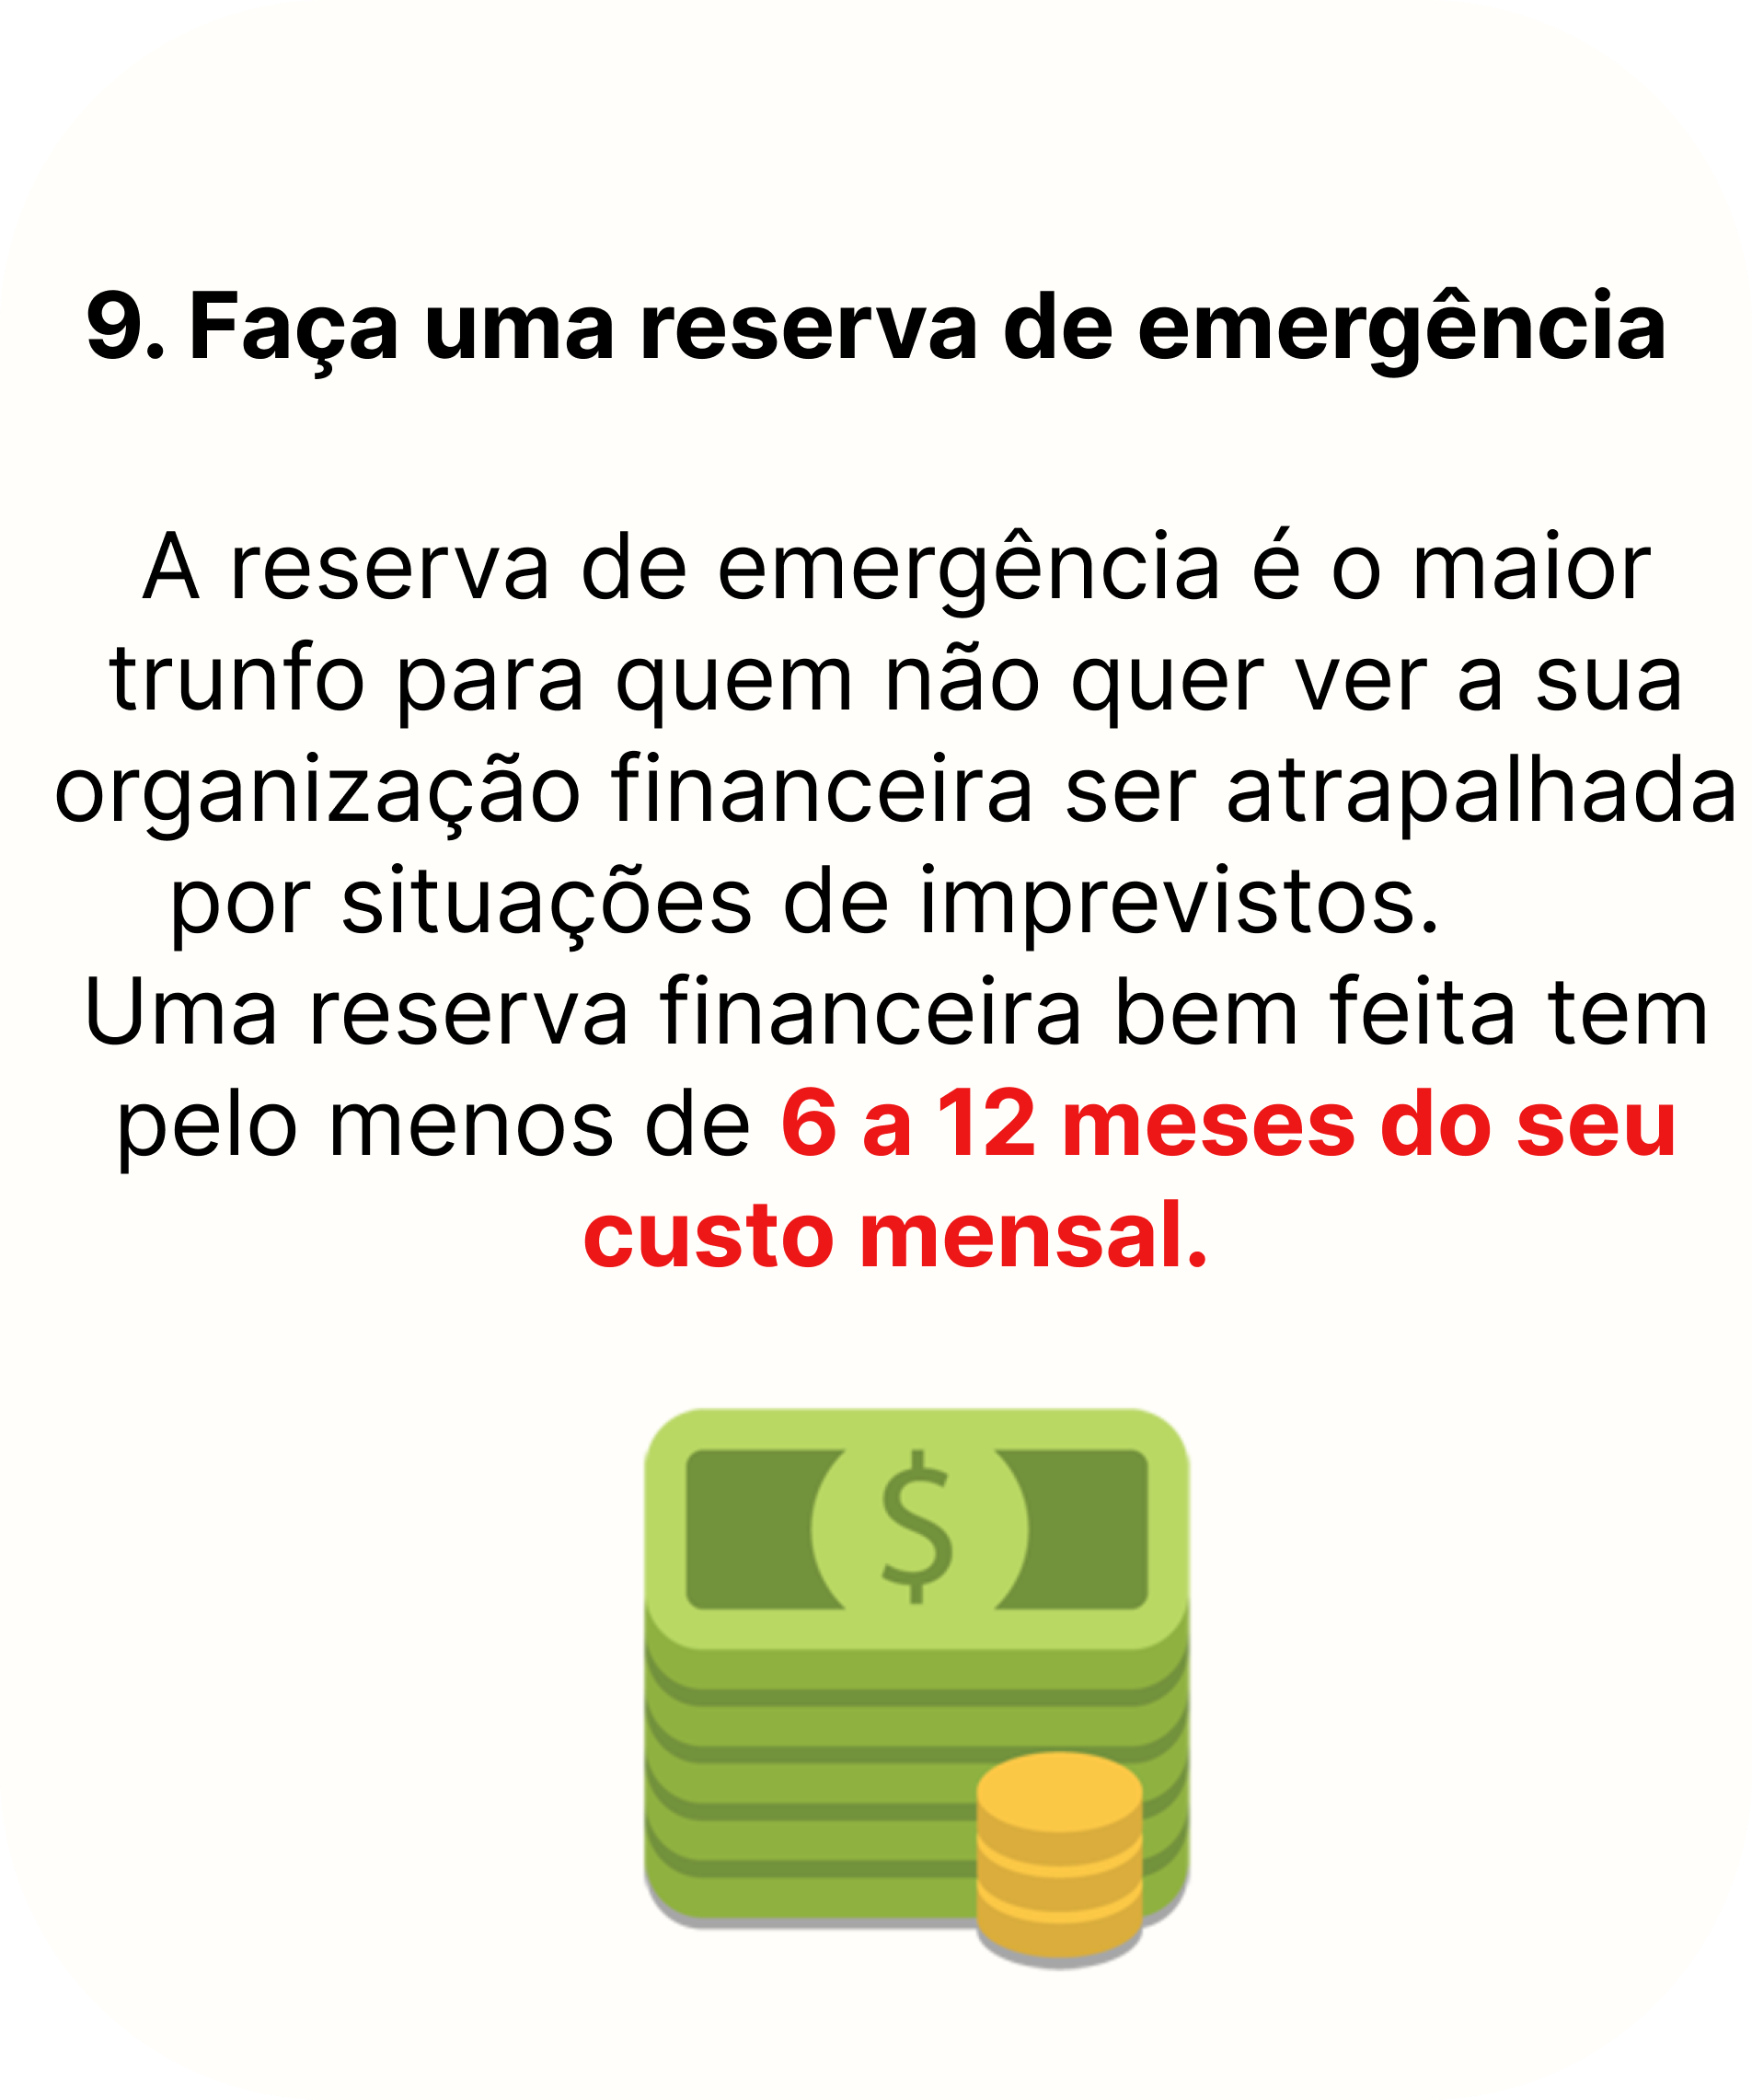 9. Faça uma reserva de emergência
A reserva de emergência é o maior
trunfo para quem não quer ver a sua
organização financeira ser atrapalhada
por situações de imprevistos.
Uma reserva financeira bem feita tem
pelo menos de 6 a 12 meses do seu
custo mensal.
$